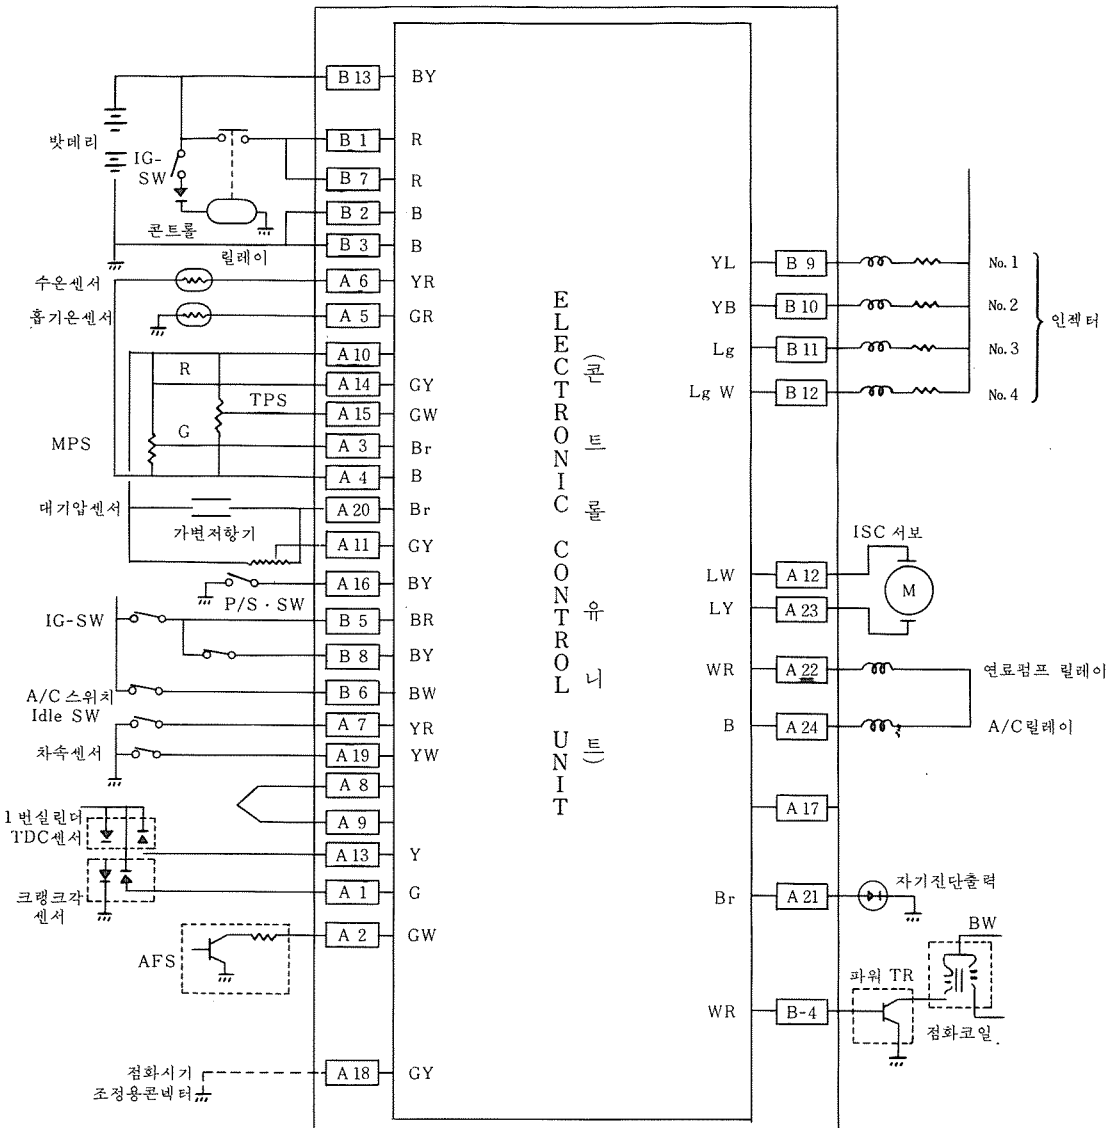 B 13 BY
밧데리
IG-
SW
B 1 R
B 7 R
B 2 B
콘트롤
릴레이
B 3 B
수온센서
A 6 YR
흡기온센서
A 5 GR
A 10
R
A 14 GY
TPS
A 15 GW
MPS
G
A 3 Br
A 4 B
대기압센서
A 20 Br
가변저항기
A 11 GY
A 16 BY
P/S · SW
IG-SW
B 5 BR
B 8 BY
A/C 스위치
B 6 BW
Idle SW
A 7 YR
차속센서
A 19 YW
A 8
A 9
1 번실린더
TDC센서
A 13 Y
크랭크각
센서
A 1 G
AFS
A 2 GW
점화시기
조정용콘넥터
A 18 GY
ELECTRONIC CONTROL UNIT
(콘트롤 유니트)
YL B 9 No. 1
YB B 10 No. 2
인젝터
Lg B 11 No. 3
Lg W B 12 No. 4
ISC 서보
LW A 12
M
LY A 23
WR A 22 연료펌프 릴레이
B A 24 A/C릴레이
A 17
자기진단출력
Br A 21
BW
파워 TR
WR B-4
점화코일